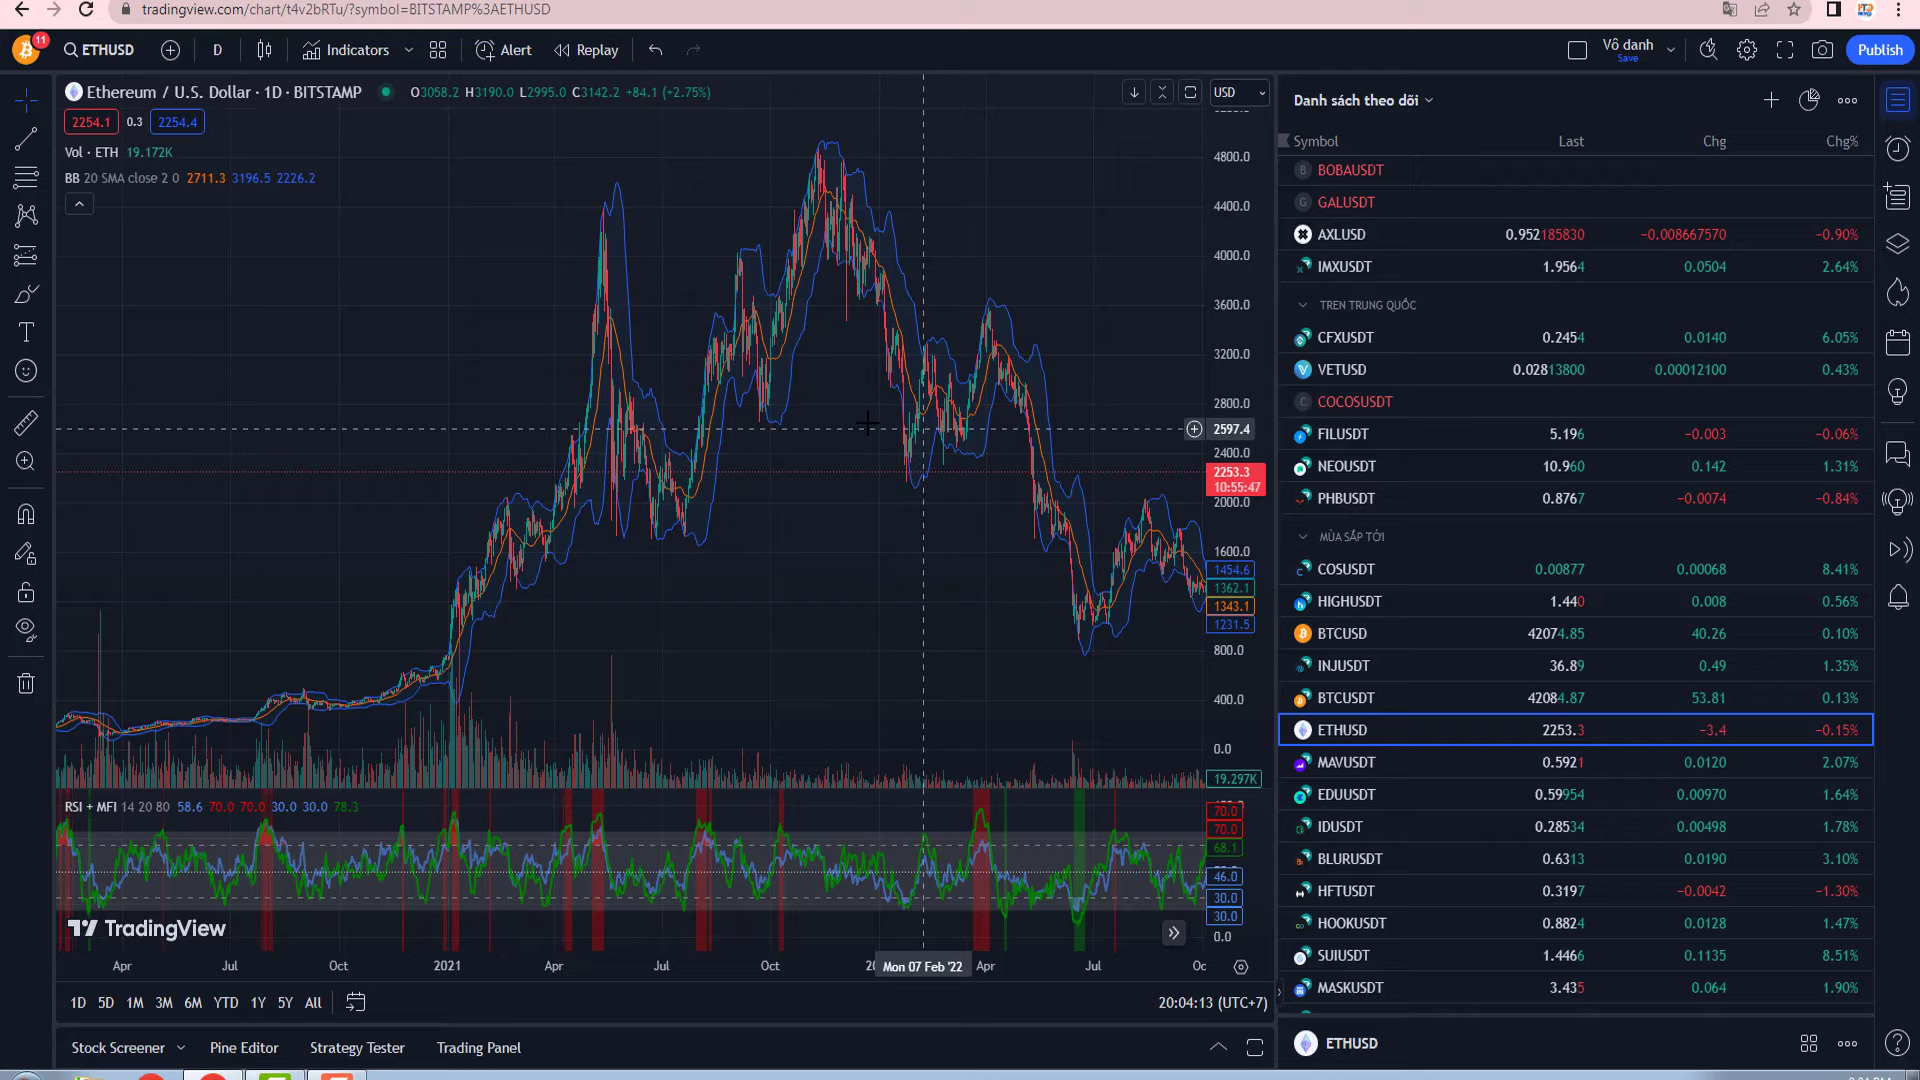 tradingview.com/chart/t4v2bRTu/?symbol=BITSTAMP%3AETHUSD
11
ETHUSD
D
Indicators
Alert
Replay
Vô danh
Save
Publish
Ethereum / U.S. Dollar · 1D · BITSTAMP
O3058.2 H3190.0 L2995.0 C3142.2 +84.1 (+2.75%)
USD
2254.1 0.3 2254.4
Vol · ETH 19.172K
BB 20 SMA close 2 0 2711.3 3196.5 2226.2
4800.0
4400.0
4000.0
3600.0
3200.0
2800.0
2597.4
2400.0
2253.3
10:55:47
2000.0
1600.0
1454.6
1362.1
1343.1
1231.5
800.0
400.0
0.0
19.297K
RSI + MFI 14 20 80 58.6 70.0 70.0 30.0 30.0 78.3
70.0
70.0
68.1
46.0
30.0
30.0
0.0
TradingView
Apr Jul Oct 2021 Apr Jul Oct Mon 07 Feb '22 Apr Jul Oc
1D 5D 1M 3M 6M YTD 1Y 5Y All
20:04:13 (UTC+7)
Stock Screener
Pine Editor
Strategy Tester
Trading Panel
Danh sách theo dõi
Symbol Last Chg Chg%
B BOBAUSDT
G GALUSDT
AXLUSD 0.952185830 −0.008667570 −0.90%
IMXUSDT 1.9564 0.0504 2.64%
TREN TRUNG QUỐC
CFXUSDT 0.2454 0.0140 6.05%
VETUSD 0.02813800 0.00012100 0.43%
C COCOSUSDT
FILUSDT 5.196 −0.003 −0.06%
NEOUSDT 10.960 0.142 1.31%
PHBUSDT 0.8767 −0.0074 −0.84%
MÙA SẮP TỚI
COSUSDT 0.00877 0.00068 8.41%
HIGHUSDT 1.440 0.008 0.56%
BTCUSD 42074.85 40.26 0.10%
INJUSDT 36.89 0.49 1.35%
BTCUSDT 42084.87 53.81 0.13%
ETHUSD 2253.3 −3.4 −0.15%
MAVUSDT 0.5921 0.0120 2.07%
EDUUSDT 0.59954 0.00970 1.64%
IDUSDT 0.28534 0.00498 1.78%
BLURUSDT 0.6313 0.0190 3.10%
HFTUSDT 0.3197 −0.0042 −1.30%
HOOKUSDT 0.8824 0.0128 1.47%
SUIUSDT 1.4466 0.1135 8.51%
MASKUSDT 3.435 0.064 1.90%
ETHUSD